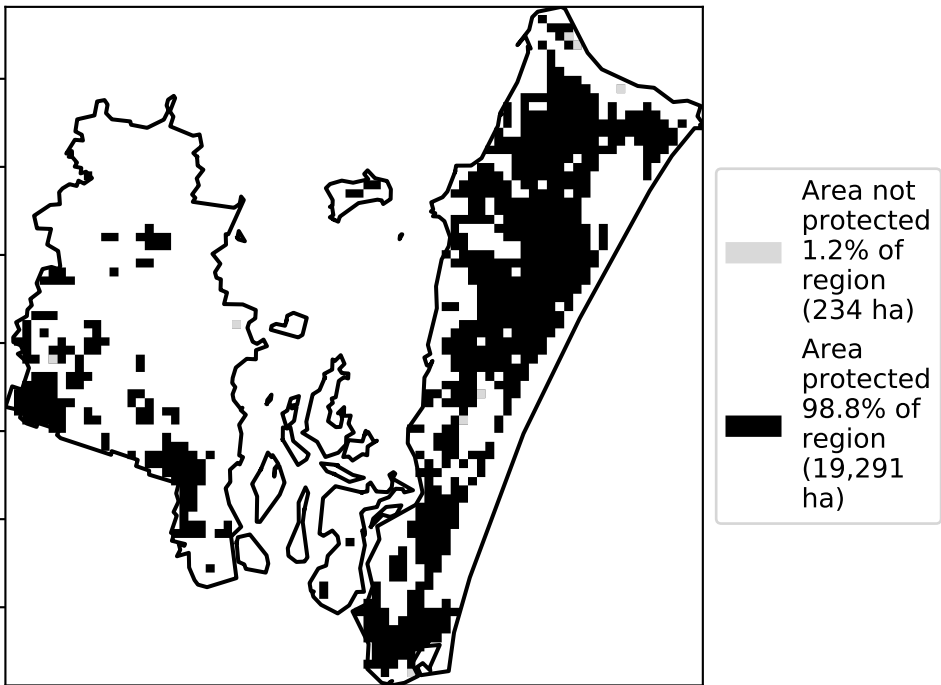 Area not
protected
1.2% of
region
(234 ha)
Area
protected
98.8% of
region
(19,291
ha)